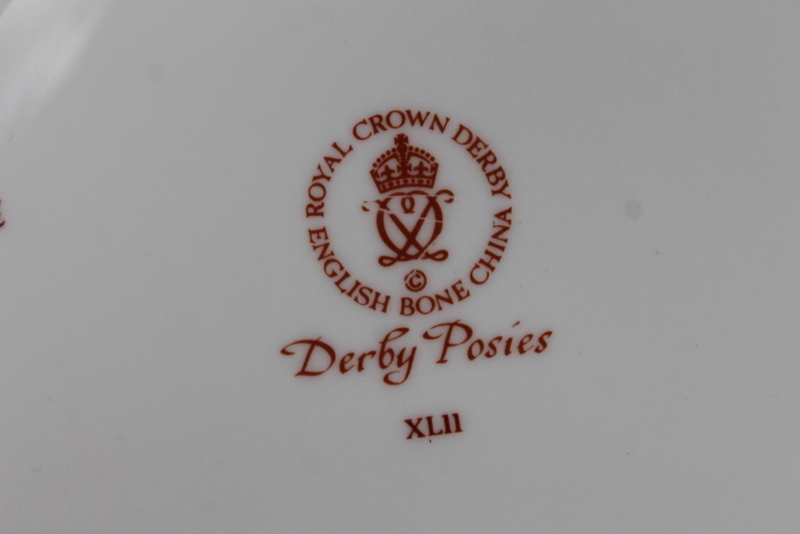 ROYAL CROWN DERBY
ENGLISH BONE CHINA
©
Derby Posies
XLII